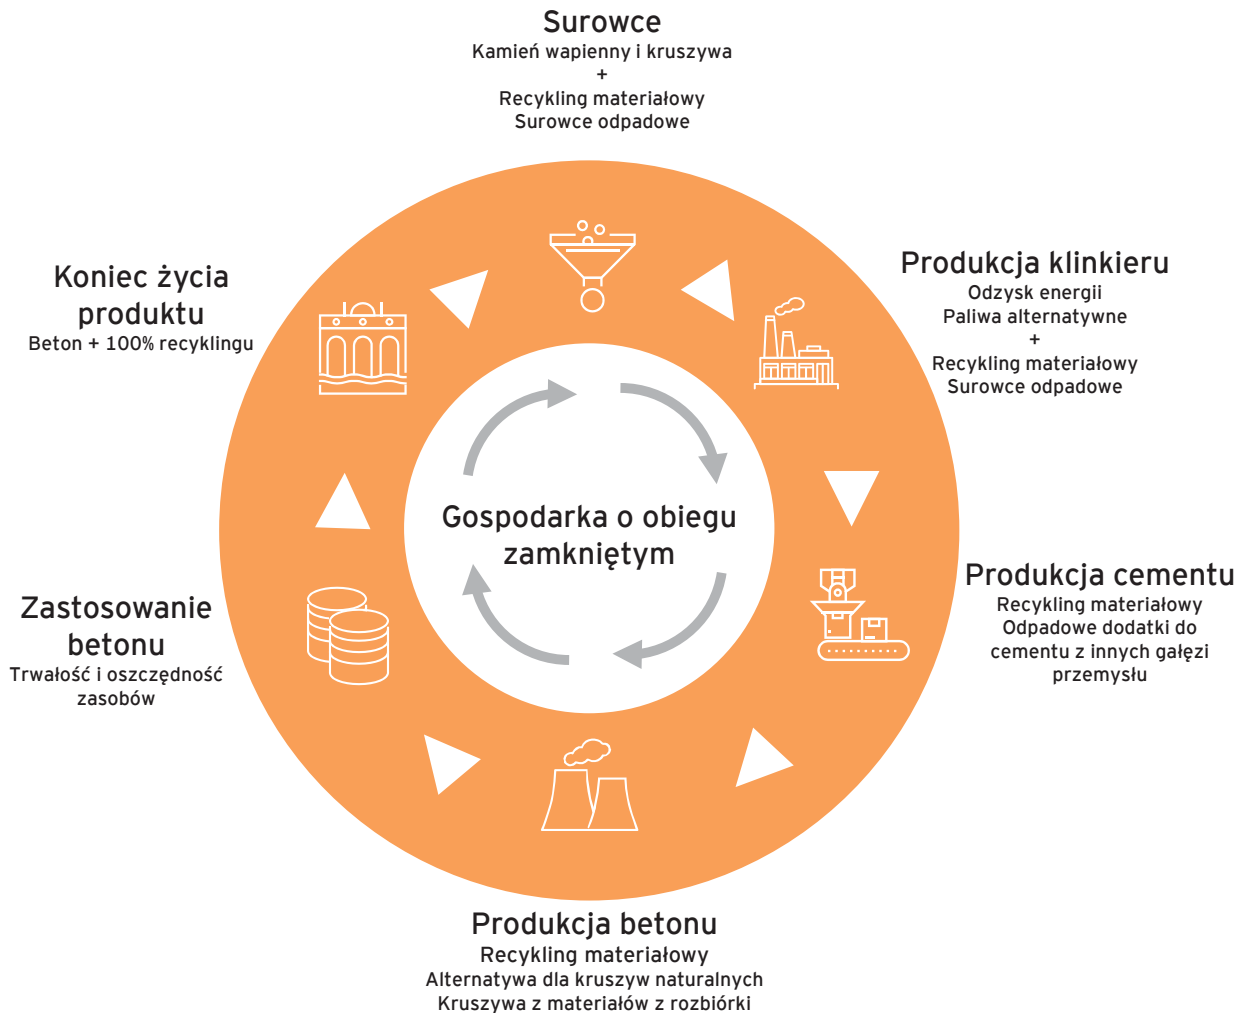 Surowce
Kamień wapienny i kruszywa
+
Recykling materiałowy
Surowce odpadowe
Produkcja klinkieru
Odzysk energii
Paliwa alternatywne
+
Recykling materiałowy
Surowce odpadowe
Produkcja cementu
Recykling materiałowy
Odpadowe dodatki do
cementu z innych gałęzi
przemysłu
Produkcja betonu
Recykling materiałowy
Alternatywa dla kruszyw naturalnych
Kruszywa z materiałów z rozbiórki
Zastosowanie
betonu
Trwałość i oszczędność
zasobów
Koniec życia
produktu
Beton + 100% recyklingu
Gospodarka o obiegu
zamkniętym